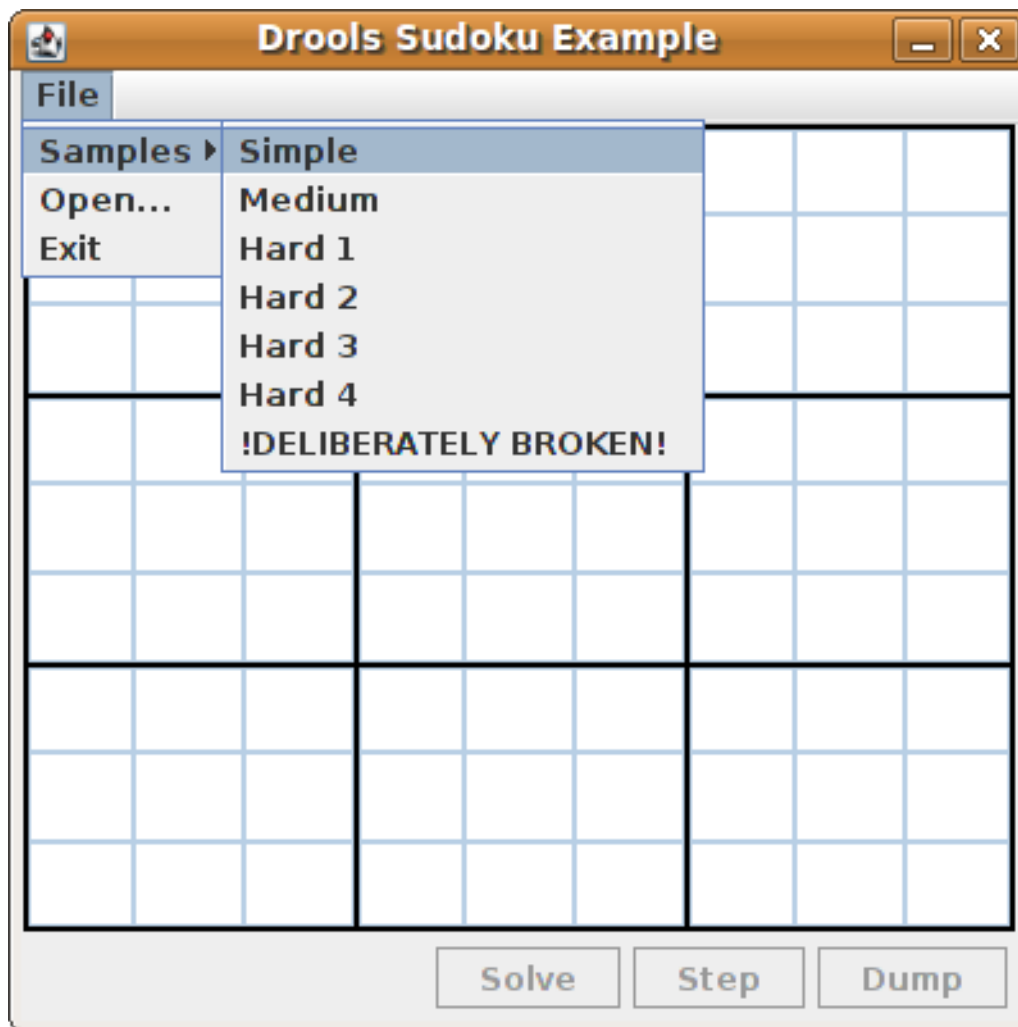 Drools Sudoku Example
File
Samples
Open...
Exit
Simple
Medium
Hard 1
Hard 2
Hard 3
Hard 4
!DELIBERATELY BROKEN!
Solve Step Dump